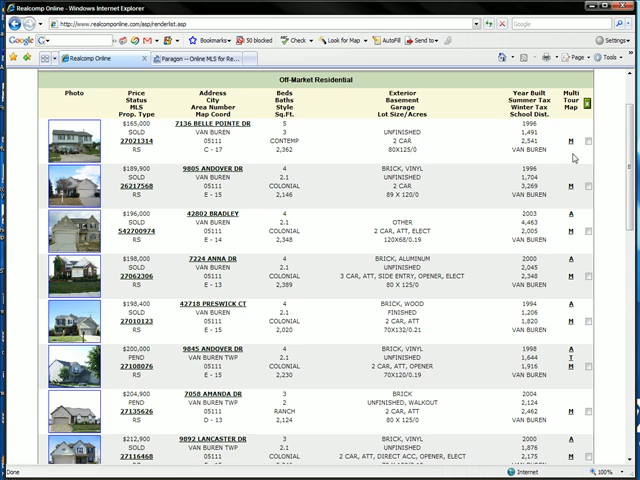 Realcomp Online - Windows Internet Explorer
http://www.realcomponline.com/asp/renderlist.asp
Google
Google
Bookmarks
50 blocked
Check
Look for Map
AutoFill
Send to
Settings
Realcomp Online
Paragon -- Online MLS for Re...
Page
Tools
Off-Market Residential
Photo
Price
Status
MLS
Prop. Type
Address
City
Area Number
Map Coord
Beds
Baths
Style
Sq.Ft.
Exterior
Basement
Garage
Lot Size/Acres
Year Built
Summer Tax
Winter Tax
School Dist.
Multi
Tour
Map
$165,000 7136 BELLE POINTE DR 5 1996
SOLD VAN BUREN 3 UNFINISHED 1,491
27021314 05111 CONTEMP 2 CAR 2,541 M
RS C - 17 2,362 80X125/0 VAN BUREN
$189,900 9805 ANDOVER DR 4 BRICK, VINYL 1996
SOLD VAN BUREN 2.1 UNFINISHED 1,704
26217568 05111 COLONIAL 2 CAR 3,269 M
RS E - 15 2,146 89 X 120/0 VAN BUREN
$196,000 42802 BRADLEY 4 2003 A
SOLD VAN BUREN 2.1 OTHER 4,463
542700974 05111 COLONIAL 2 CAR, ATT, ELECT 2,005 M
RS E - 14 2,348 120X68/0.19 VAN BUREN
$198,000 7224 ANNA DR 4 BRICK, ALUMINUM 2000 A
SOLD VAN BUREN 2.1 UNFINISHED 2,045
27062306 05111 COLONIAL 3 CAR, ATT, SIDE ENTRY, OPENER, ELECT 2,348 M
RS E - 13 2,389 80 X 125/0 VAN BUREN
$198,400 42718 PRESWICK CT 4 BRICK, WOOD 1994 A
SOLD VAN BUREN 2.1 FINISHED 1,206
27010123 05111 COLONIAL 2 CAR, ATT 1,820 M
RS E - 15 2,020 70X132/0.21 VAN BUREN
$200,000 9845 ANDOVER DR 4 BRICK, VINYL 1998 A
PEND VAN BUREN TWP 2.1 UNFINISHED 1,644 T
27108076 05111 COLONIAL 2 CAR, ATT, OPENER 1,916 M
RS E - 15 2,230 70X120/0.19 VAN BUREN
$204,900 7058 AMANDA DR 3 BRICK 2004
PEND VAN BUREN TWP 2 UNFINISHED, WALKOUT 2,124
27135626 05111 RANCH 2 CAR, ATT 2,462 M
RS D - 13 2,124 80 X 125/0 VAN BUREN
$212,900 9892 LANCASTER DR 3 BRICK, VINYL 2000 A
SOLD VAN BUREN TWP 2.1 UNFINISHED 1,876
27116468 05111 COLONIAL 2 CAR, ATT, DIRECT ACC, OPENER, ELECT 2,175 M
Done
Internet
100%